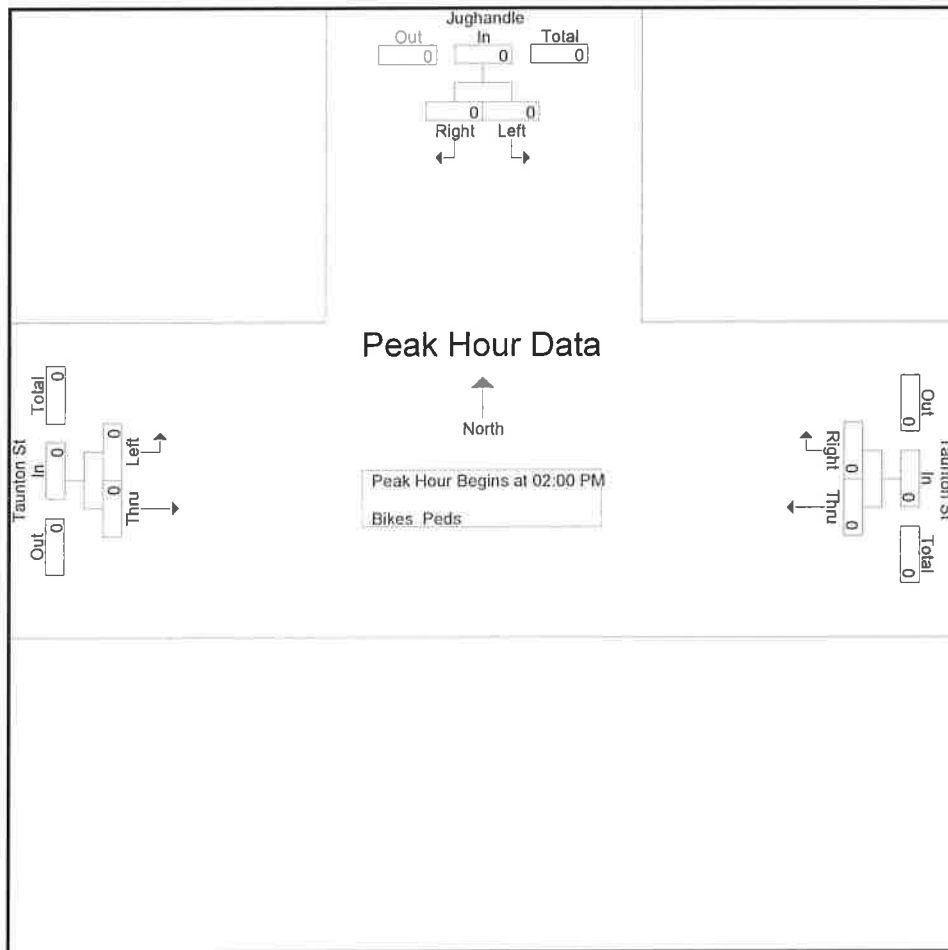 Jughandle
Out In Total
0 0 0
0 0
Right Left
Peak Hour Data
North
Peak Hour Begins at 02:00 PM
Bikes Peds
Taunton St
Out In Total
0 0 0
0 0
Thru Left
Taunton St
Out In Total
0 0 0
0 0
Right Thru